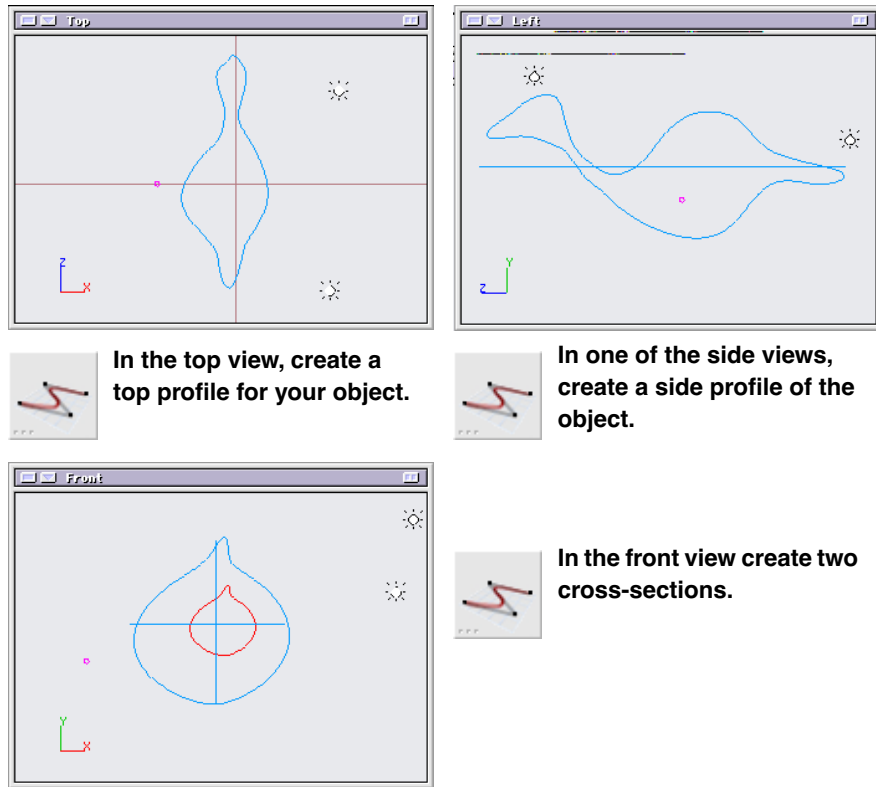 Top
Left
Z
X
Y
Z
In the top view, create a
top profile for your object.
In one of the side views,
create a side profile of the
object.
Front
Y
X
In the front view create two
cross-sections.